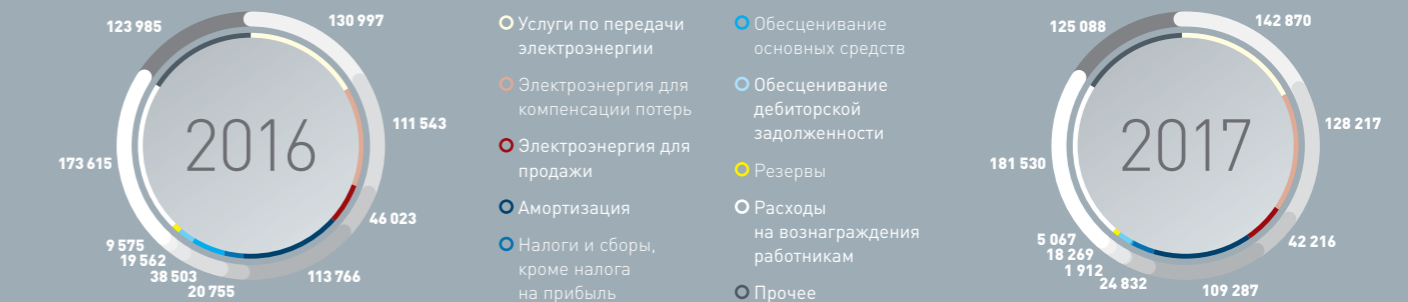 123 985
130 997
2016
173 615
111 543
46 023
9 575
19 562
38 503
20 755
113 766
Услуги по передачи
электроэнергии
Электроэнергия для
компенсации потерь
Электроэнергия для
продажи
Амортизация
Налоги и сборы,
кроме налога
на прибыль
Обесценивание
основных средств
Обесценивание
дебиторской
задолженности
Резервы
Расходы
на вознаграждения
работникам
Прочее
125 088
142 870
2017
181 530
128 217
42 216
5 067
18 269
1 912
24 832
109 287